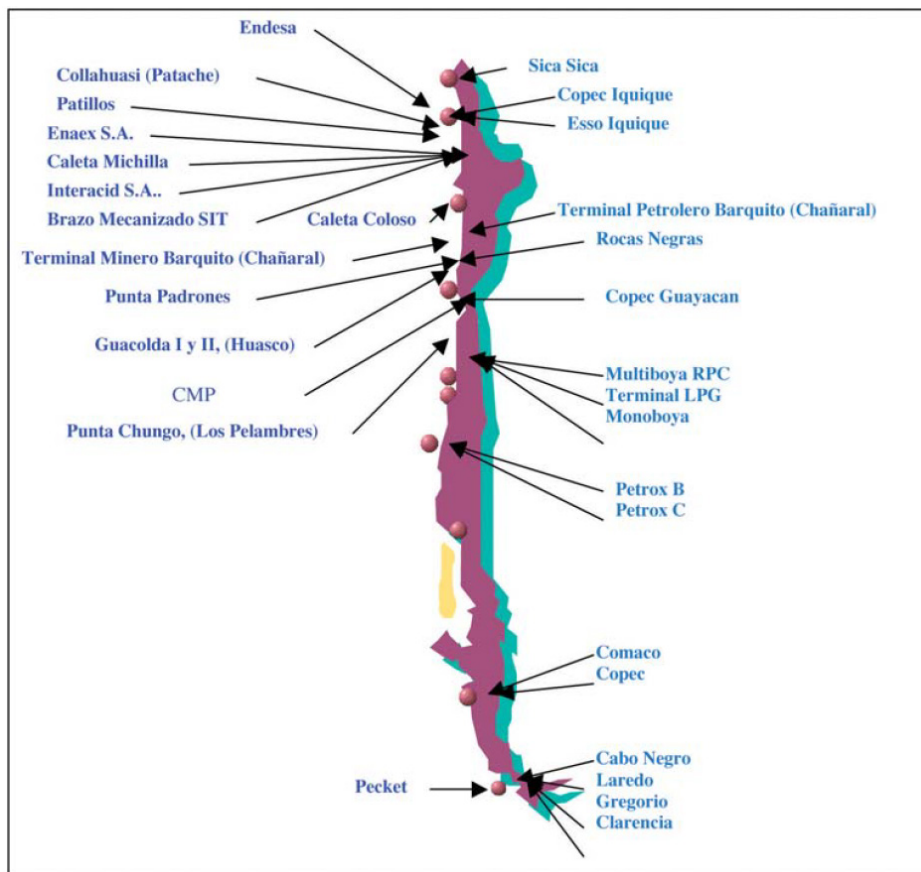 Endesa
Collahuasi (Patache)
Patillos
Enaex S.A.
Caleta Michilla
Interacid S.A..
Brazo Mecanizado SIT
Caleta Coloso
Terminal Minero Barquito (Chañaral)
Punta Padrones
Guacolda I y II, (Huasco)
CMP
Punta Chungo, (Los Pelambres)
Pecket
Sica Sica
Copec Iquique
Esso Iquique
Terminal Petrolero Barquito (Chañaral)
Rocas Negras
Copec Guayacan
Multiboya RPC
Terminal LPG
Monoboya
Petrox B
Petrox C
Comaco
Copec
Cabo Negro
Laredo
Gregorio
Clarencia